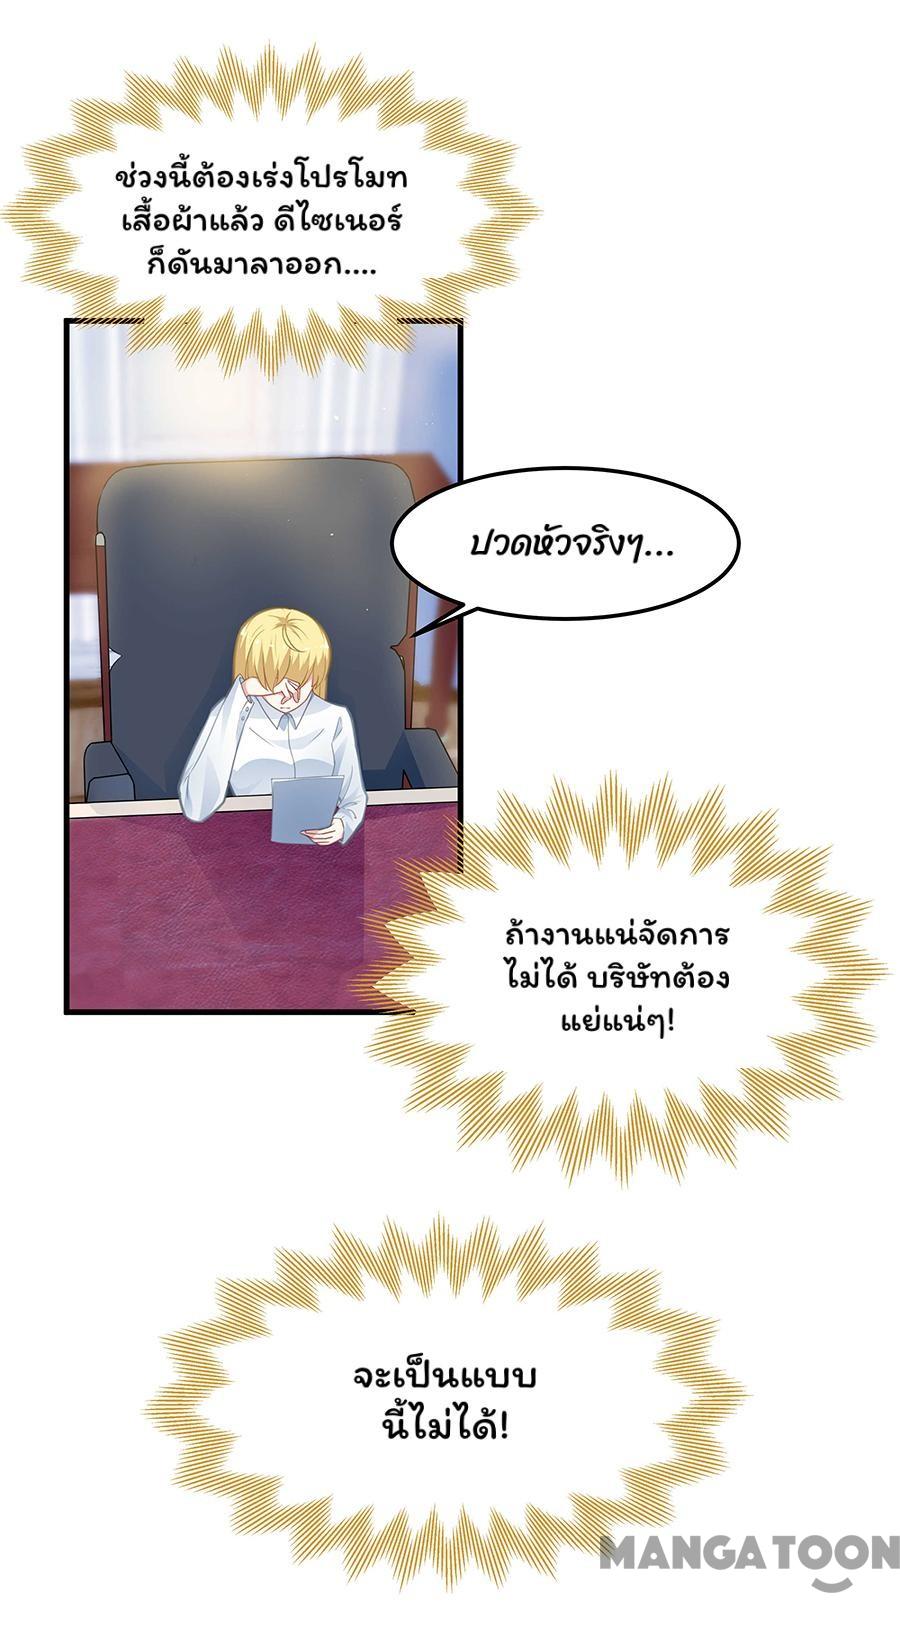 ช่วงนี้ต้องเร่งโปรโมท
เสื้อผ้าแล้ว ดีไซเนอร์
ก็ดันมาลาออก....
ปวดหัวจริงๆ...
ถ้างานแน่จัดการ
ไม่ได้ บริษัทต้อง
แย่แน่ๆ!
จะเป็นแบบ
นี้ไม่ได้!
MANGATOON